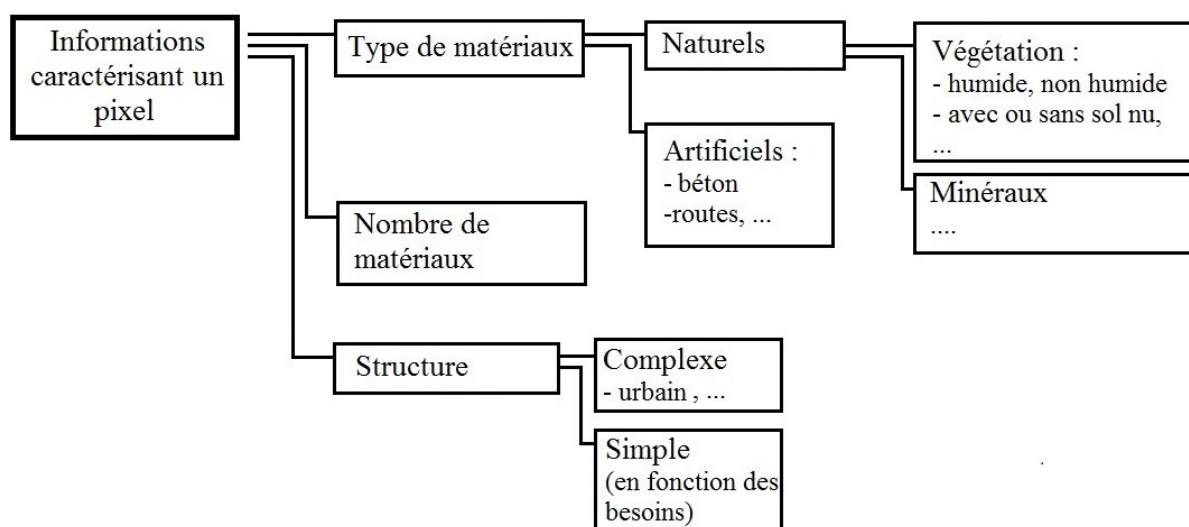 Informations
caractérisant un
pixel
Type de matériaux
Naturels
Végétation :
- humide, non humide
- avec ou sans sol nu,
...
Minéraux
....
Artificiels :
- béton
-routes, ...
Nombre de
matériaux
Structure
Complexe
- urbain , ...
Simple
(en fonction des
besoins)